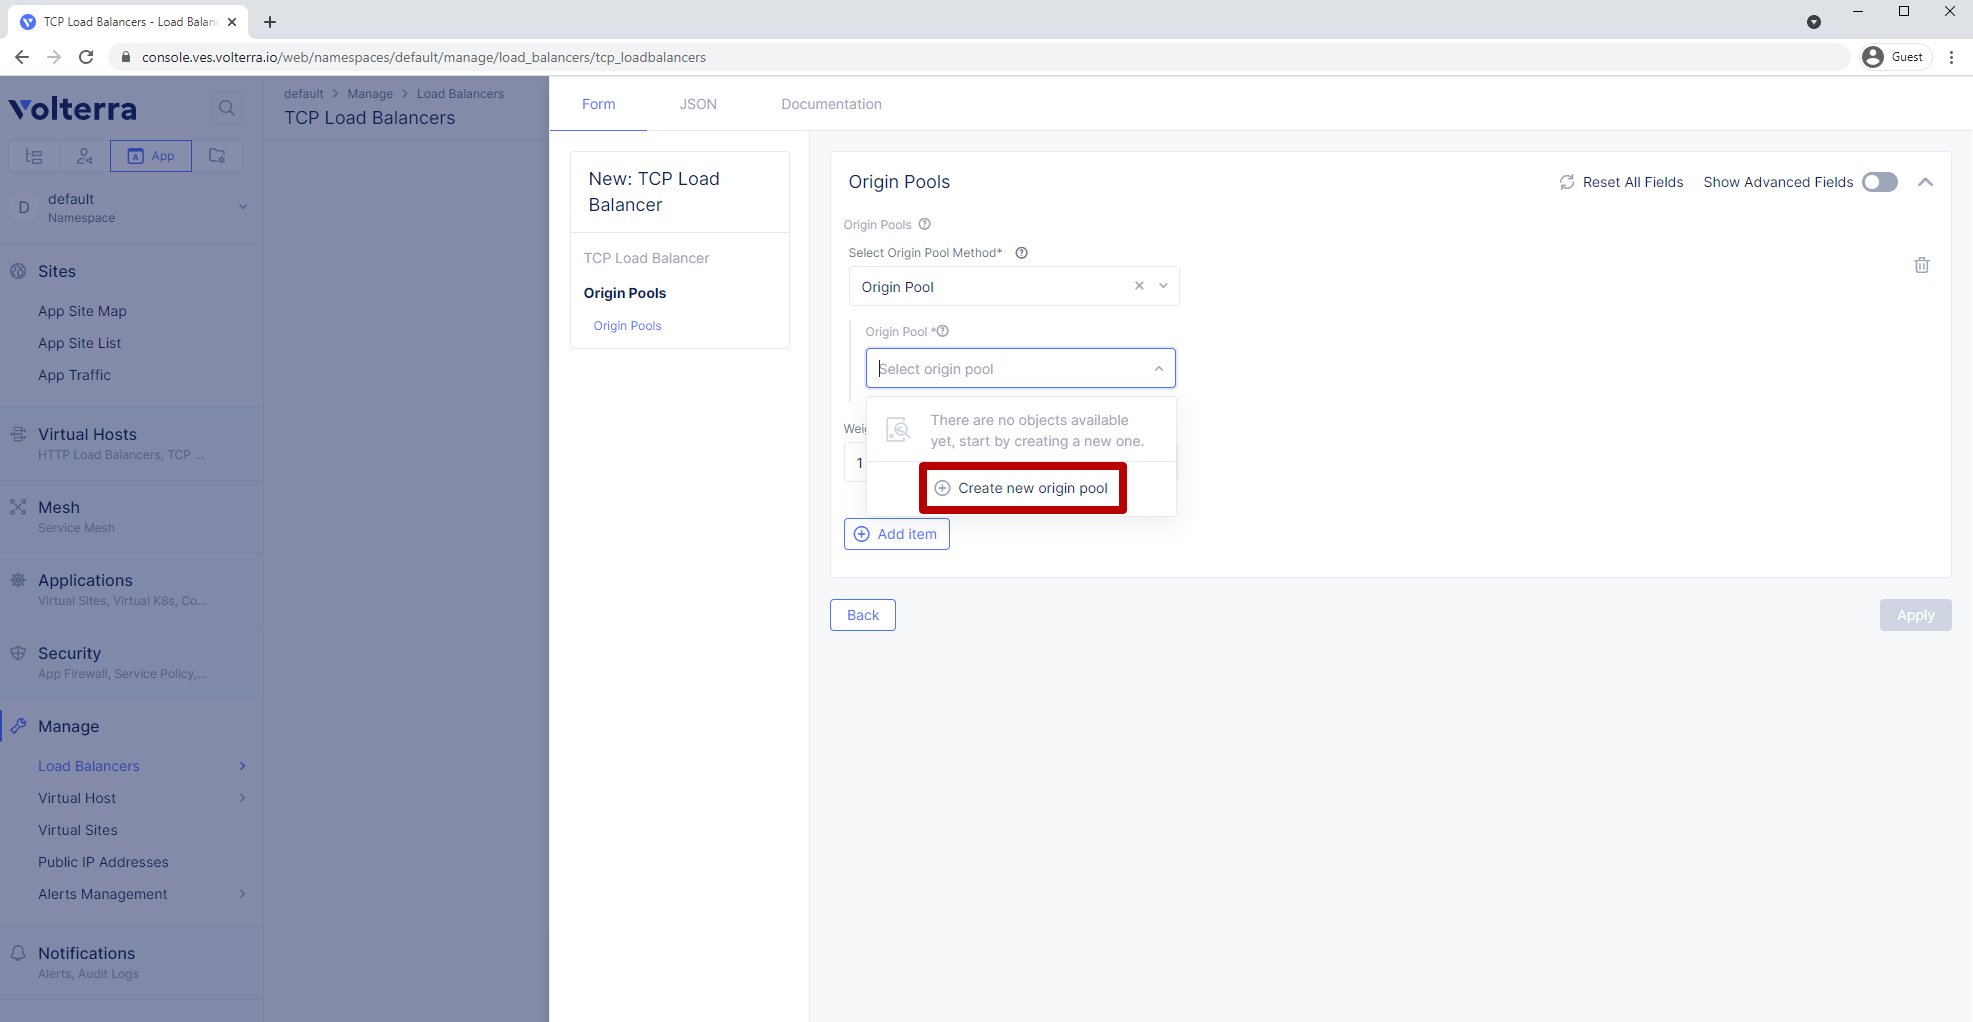 TCP Load Balancers - Load Balan
console.ves.volterra.io/web/namespaces/default/manage/load_balancers/tcp_loadbalancers
Guest
Volterra
App
D
default
Namespace
Sites
App Site Map
App Site List
App Traffic
Virtual Hosts
HTTP Load Balancers, TCP ...
Mesh
Service Mesh
Applications
Virtual Sites, Virtual K8s, Co...
Security
App Firewall, Service Policy,...
Manage
Load Balancers
Virtual Host
Virtual Sites
Public IP Addresses
Alerts Management
Notifications
Alerts, Audit Logs
default > Manage > Load Balancers
TCP Load Balancers
Form JSON Documentation
New: TCP Load
Balancer
TCP Load Balancer
Origin Pools
Origin Pools
Origin Pools
Reset All Fields Show Advanced Fields
Origin Pools
Select Origin Pool Method*
Origin Pool
Origin Pool *
Select origin pool
There are no objects available
yet, start by creating a new one.
Weig
1
Create new origin pool
Add item
Back
Apply